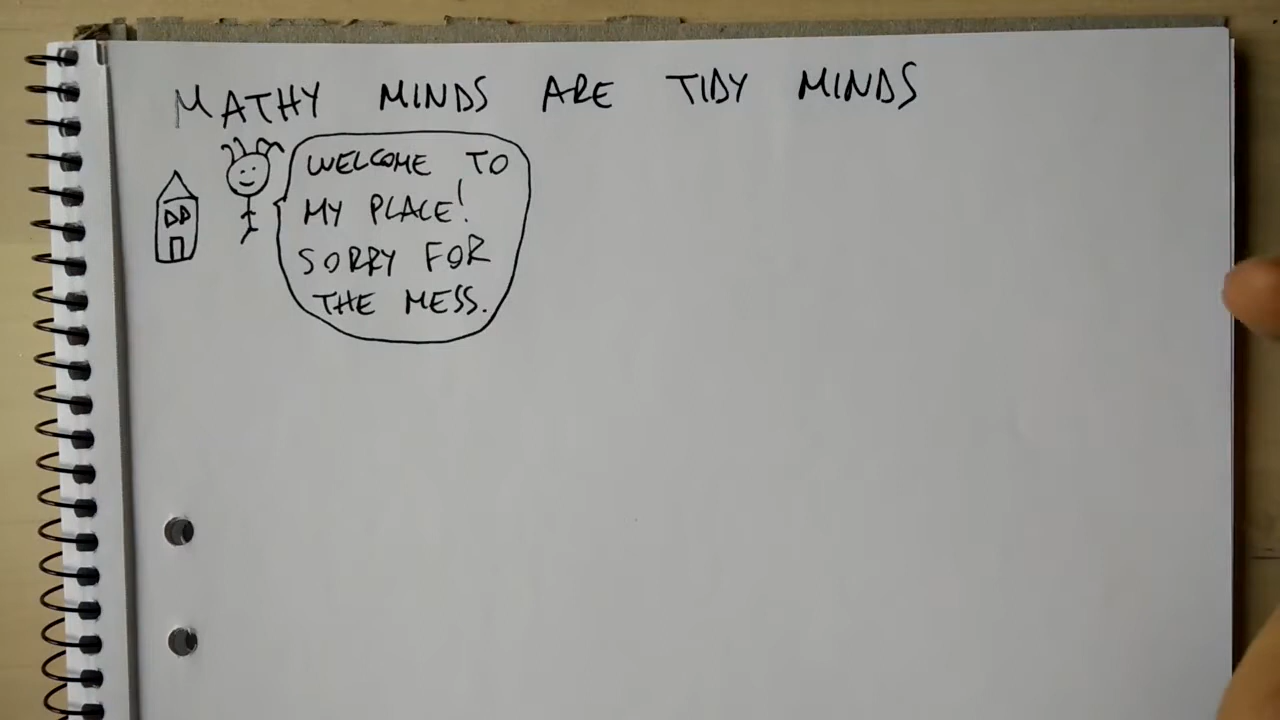 MATHY MINDS ARE TIDY MINDS
WELCOME TO
MY PLACE!
SORRY FOR
THE MESS.